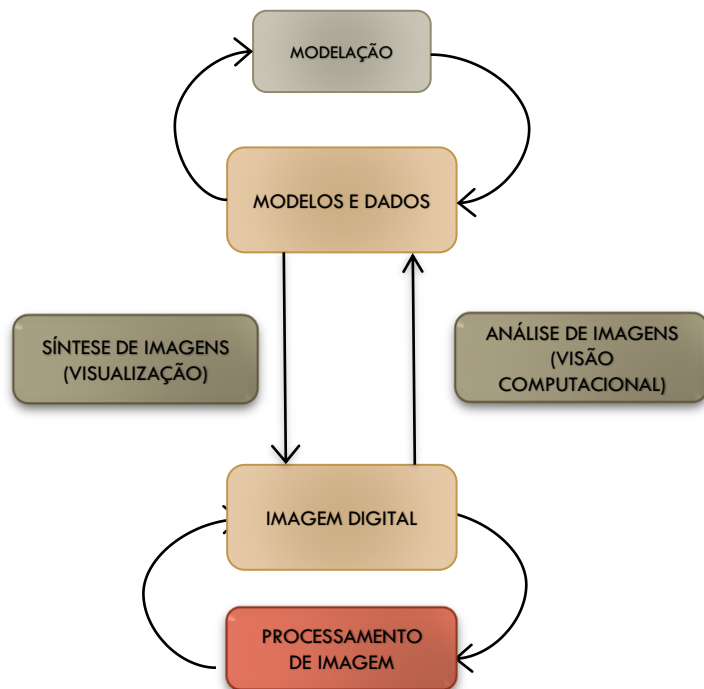 MODELAÇÃO
MODELOS E DADOS
SÍNTESE DE IMAGENS
(VISUALIZAÇÃO)
ANÁLISE DE IMAGENS
(VISÃO
COMPUTACIONAL)
IMAGEM DIGITAL
PROCESSAMENTO
DE IMAGEM